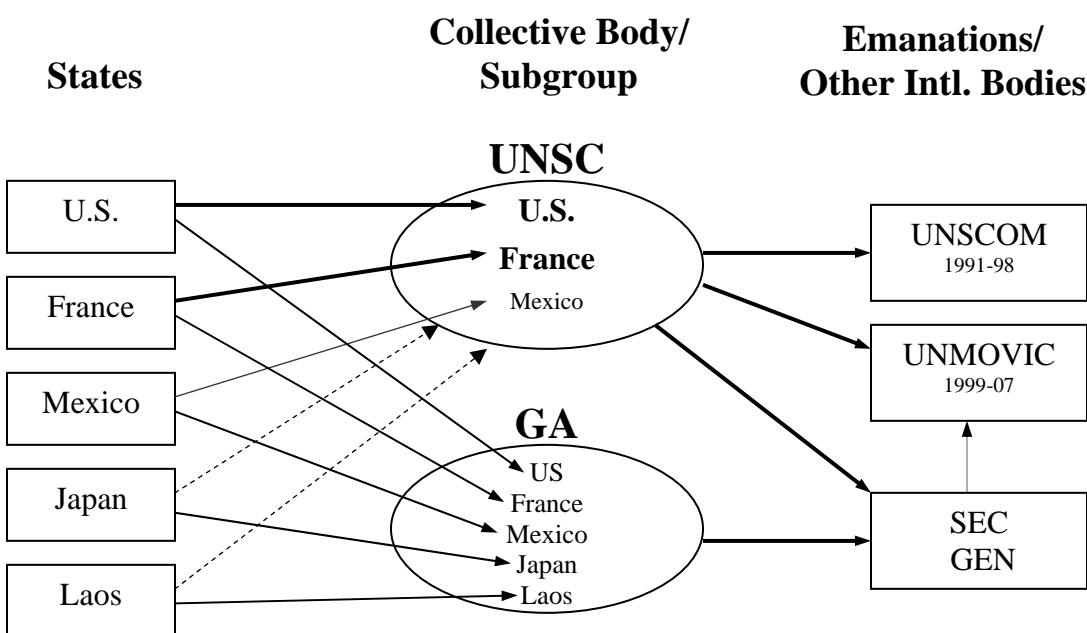 States
Collective Body/
Subgroup
Emanations/
Other Intl. Bodies
U.S.
France
Mexico
Japan
Laos
UNSC
U.S.
France
Mexico
GA
US
France
Mexico
Japan
Laos
UNSCOM
1991-98
UNMOVIC
1999-07
SEC
GEN